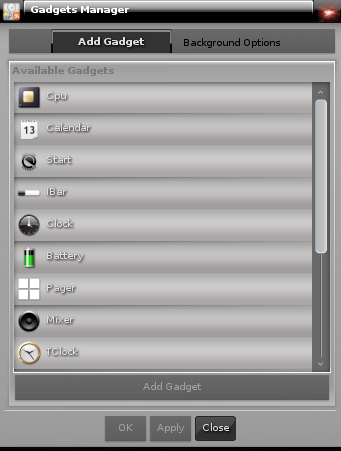 Gadgets Manager
Add Gadget Background Options
Available Gadgets
Cpu
13 Calendar
Start
IBar
Clock
Battery
Pager
Mixer
TClock
Add Gadget
OK Apply Close